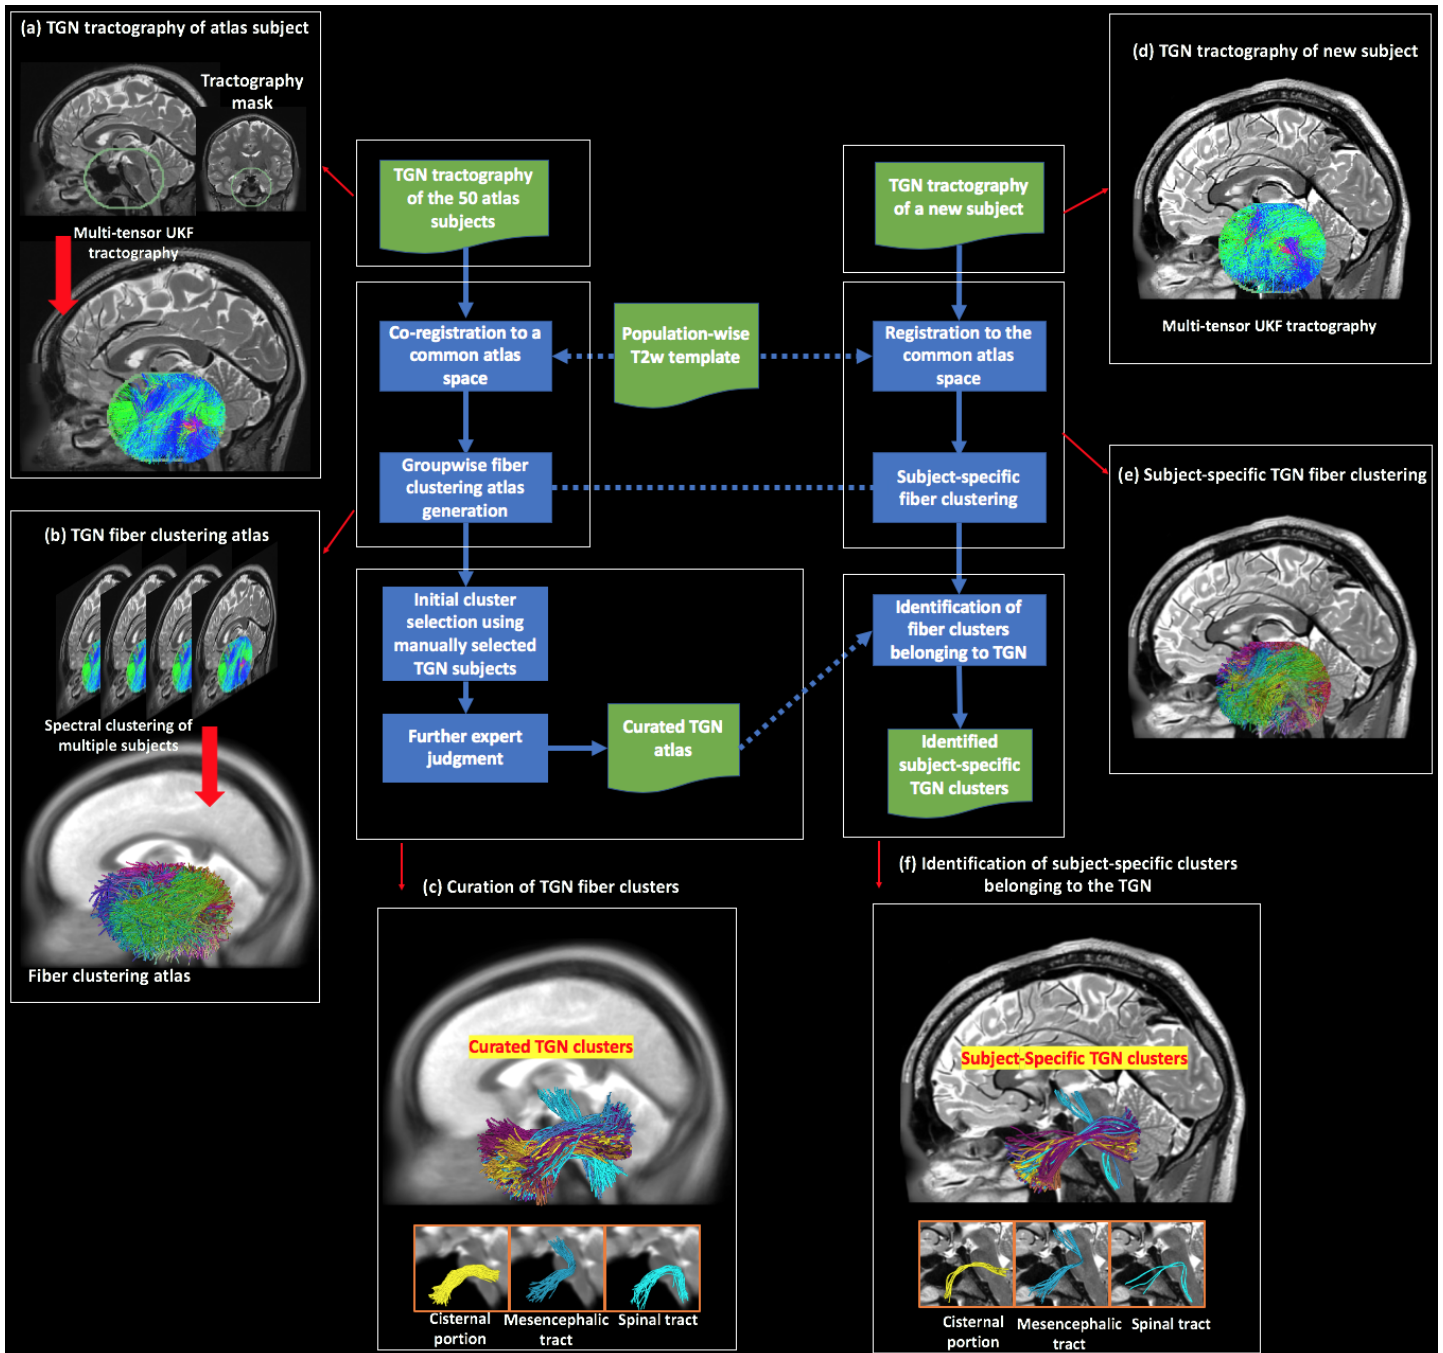 (a) TGN tractography of atlas subject
Tractography
mask
Multi-tensor UKF
tractography
TGN tractography
of the 50 atlas
subjects
TGN tractography
of a new subject
(d) TGN tractography of new subject
Multi-tensor UKF tractography
Co-registration to a
common atlas
space
Population-wise
T2w template
Registration to the
common atlas
space
Groupwise fiber
clustering atlas
generation
Subject-specific
fiber clustering
(e) Subject-specific TGN fiber clustering
(b) TGN fiber clustering atlas
Spectral clustering of
multiple subjects
Fiber clustering atlas
Initial cluster
selection using
manually selected
TGN subjects
Identification of
fiber clusters
belonging to TGN
Further expert
judgment
Curated TGN
atlas
Identified
subject-specific
TGN clusters
(c) Curation of TGN fiber clusters
Curated TGN clusters
Cisternal
portion
Mesencephalic
tract
Spinal tract
(f) Identification of subject-specific clusters
belonging to the TGN
Subject-Specific TGN clusters
Cisternal
portion
Mesencephalic
tract
Spinal tract